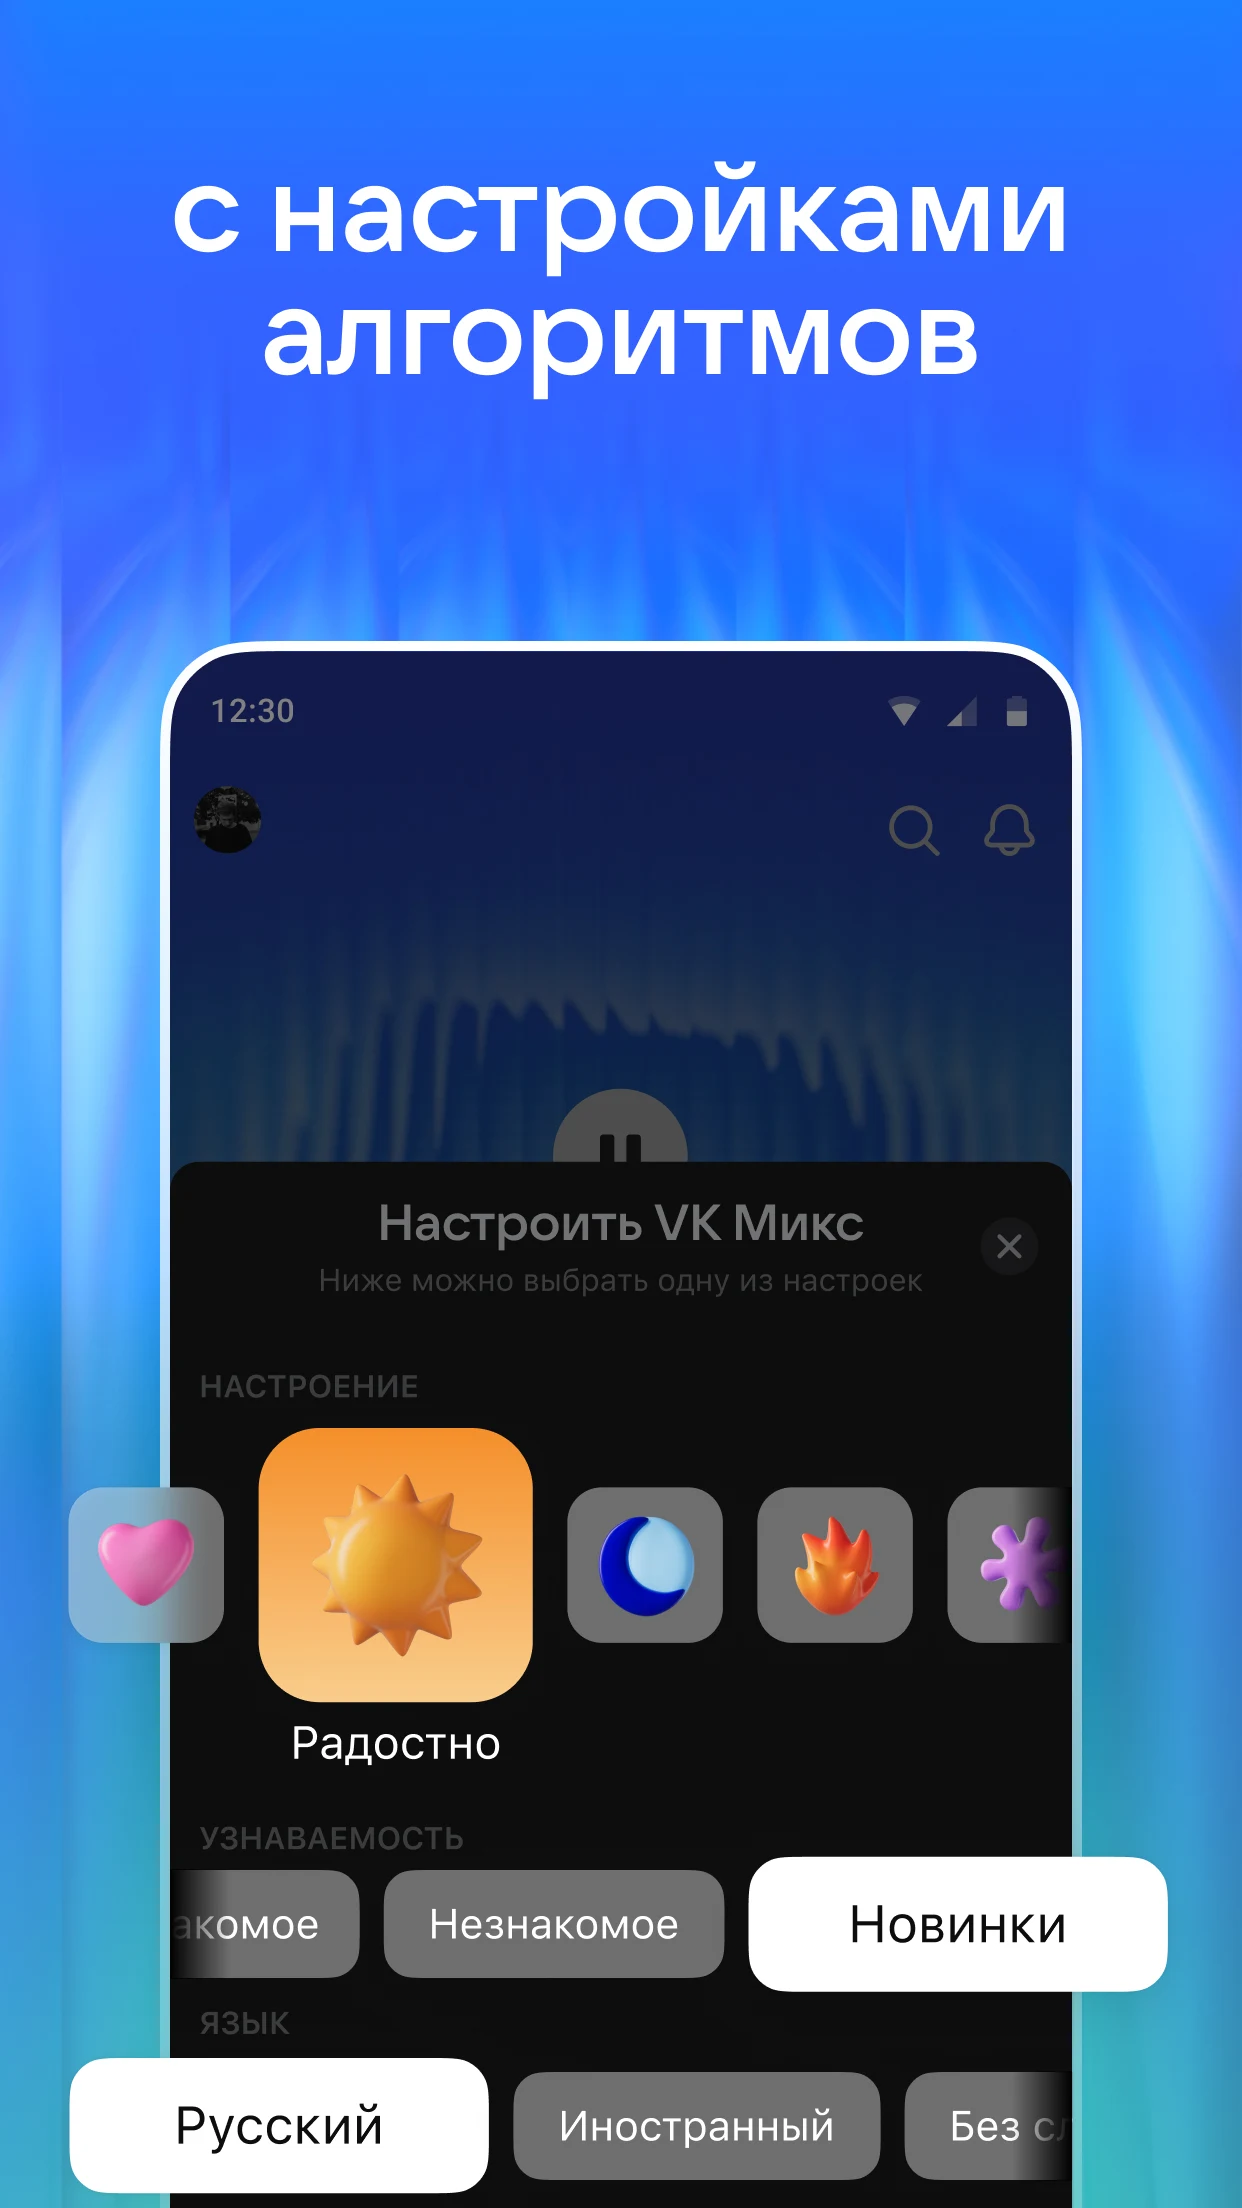 с настройками
алгоритмов
12:30
Настроить VK Микс
Ниже можно выбрать одну из настроек
НАСТРОЕНИЕ
Радостно
УЗНАВАЕМОСТЬ
акомое Незнакомое Новинки
ЯЗЫК
Русский Иностранный Без